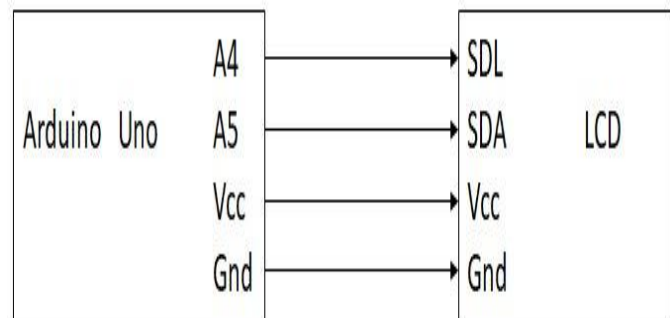 A4 SDL
Arduino Uno A5 SDA LCD
Vcc Vcc
Gnd Gnd